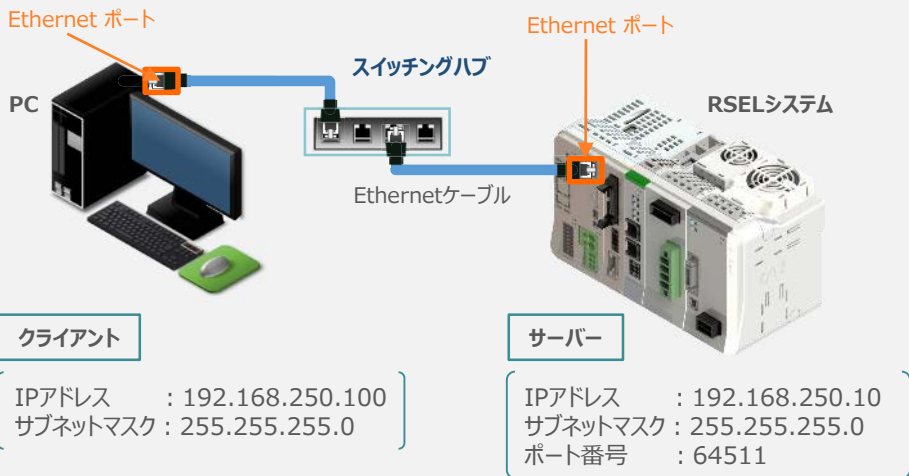 Ethernet ポート
Ethernet ポート
スイッチングハブ
PC
RSELシステム
Ethernetケーブル
クライアント
サーバー
IPアドレス : 192.168.250.100
サブネットマスク : 255.255.255.0
IPアドレス : 192.168.250.10
サブネットマスク : 255.255.255.0
ポート番号 : 64511